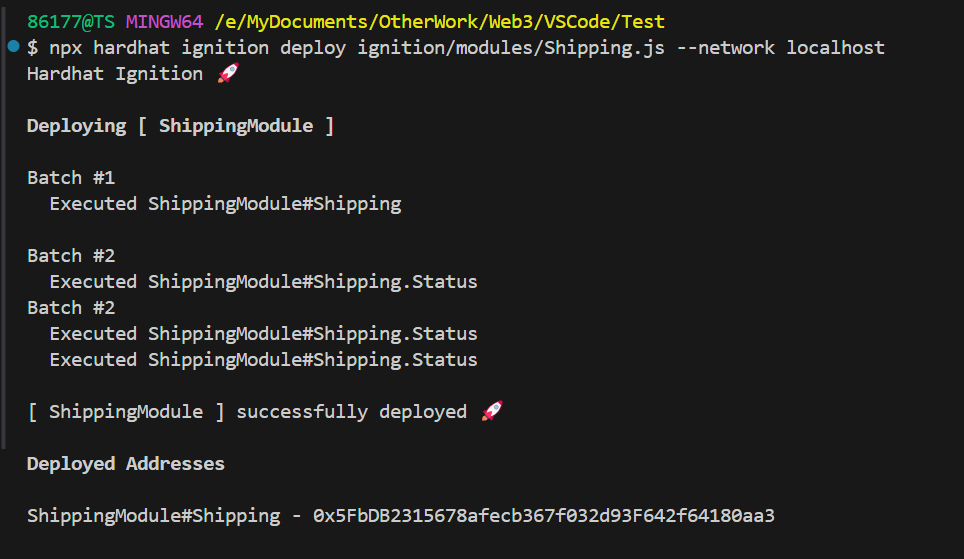 86177@TS MINGW64 /e/MyDocuments/OtherWork/Web3/VSCode/Test
$ npx hardhat ignition deploy ignition/modules/Shipping.js --network localhost
Hardhat Ignition 🚀
Deploying [ ShippingModule ]
Batch #1
Executed ShippingModule#Shipping
Batch #2
Executed ShippingModule#Shipping.Status
Batch #2
Executed ShippingModule#Shipping.Status
Executed ShippingModule#Shipping.Status
[ ShippingModule ] successfully deployed 🚀
Deployed Addresses
ShippingModule#Shipping - 0x5FbDB2315678afecb367f032d93F642f64180aa3